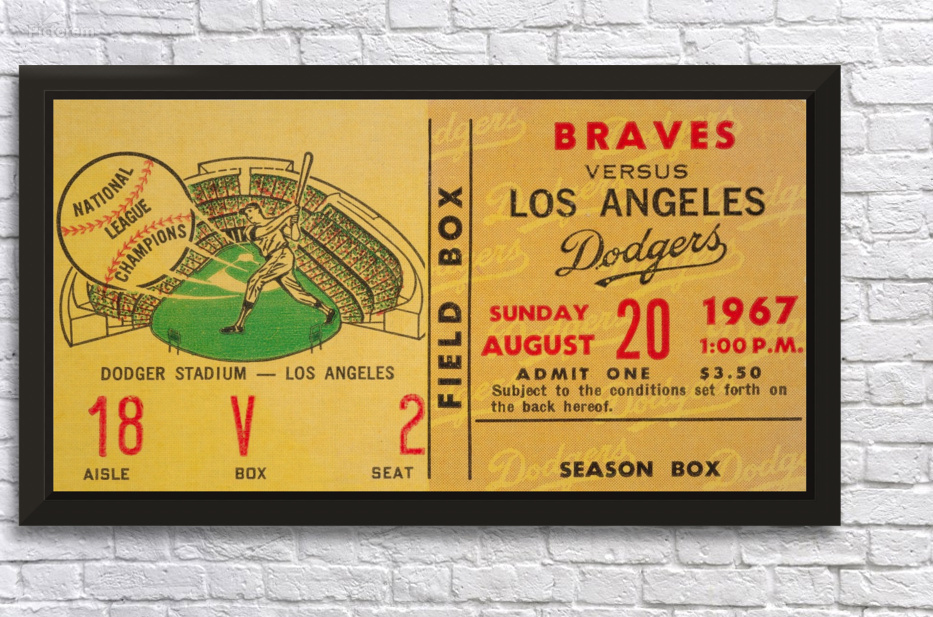 NATIONAL
LEAGUE
CHAMPIONS
DODGER STADIUM — LOS ANGELES
18 V 2
AISLE BOX SEAT
FIELD BOX
BRAVES
VERSUS
LOS ANGELES
Dodgers
SUNDAY
AUGUST
20
1967
1:00 P.M.
ADMIT ONE $3.50
Subject to the conditions set forth on
the back hereof.
SEASON BOX